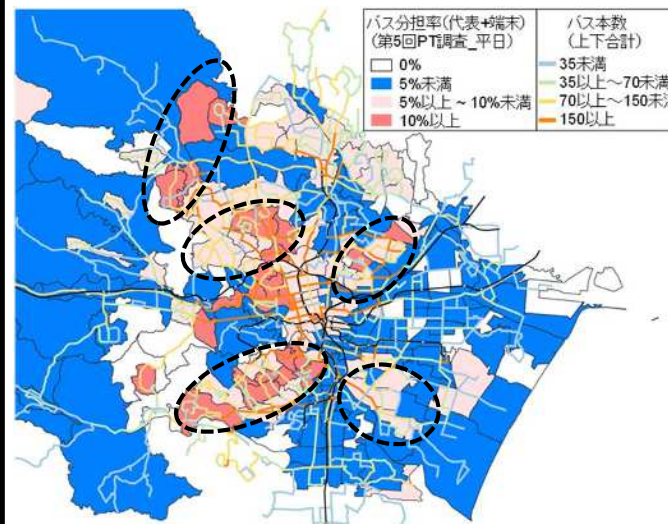 バス分担率(代表+端末)
(第5回PT調査_平日)
0%
5%未満
5%以上 ~ 10%未満
10%以上
バス本数
(上下合計)
35未満
35以上~70未満
70以上~150未満
150以上